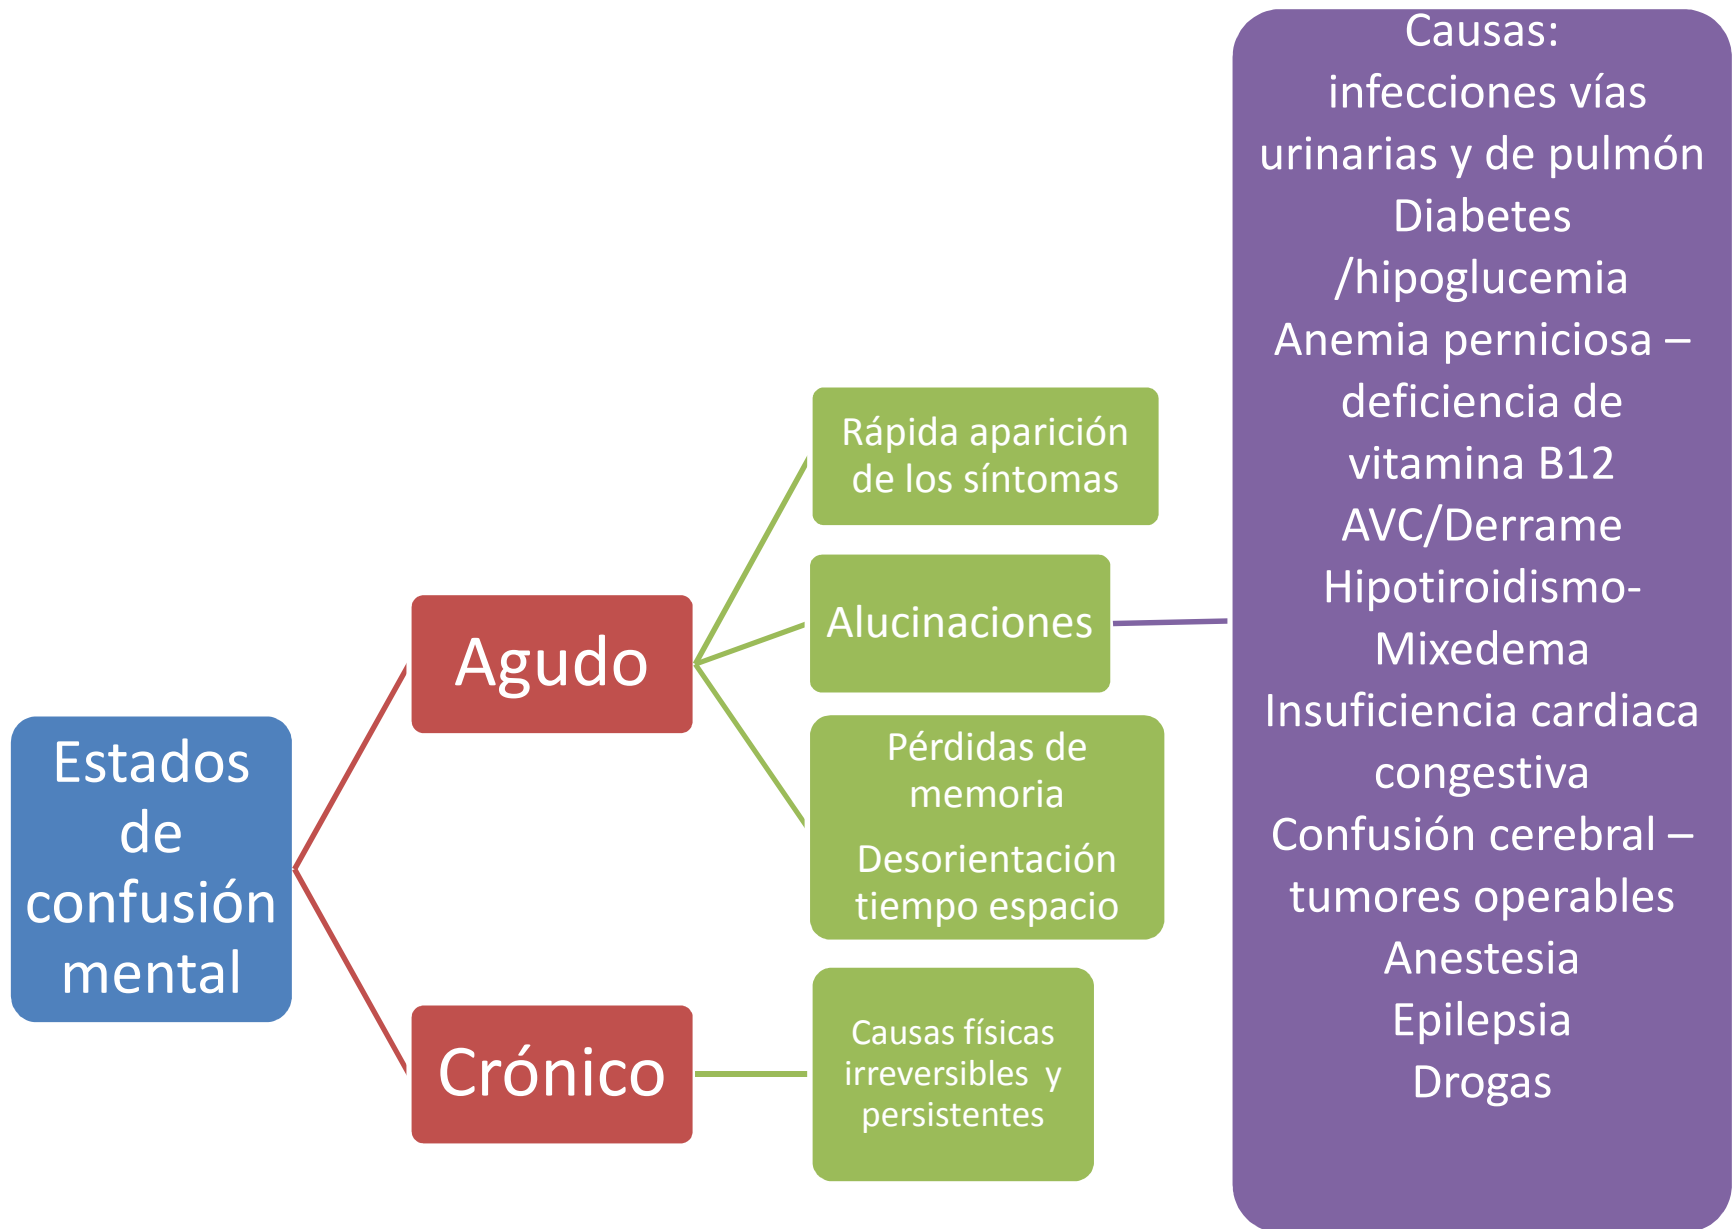 Estados
de
confusión
mental
Agudo
Rápida aparición
de los síntomas
Alucinaciones
Pérdidas de
memoria
Desorientación
tiempo espacio
Causas:
infecciones vías
urinarias y de pulmón
Diabetes
/hipoglucemia
Anemia perniciosa –
deficiencia de
vitamina B12
AVC/Derrame
Hipotiroidismo-
Mixedema
Insuficiencia cardiaca
congestiva
Confusión cerebral –
tumores operables
Anestesia
Epilepsia
Drogas
Crónico
Causas físicas
irreversibles y
persistentes